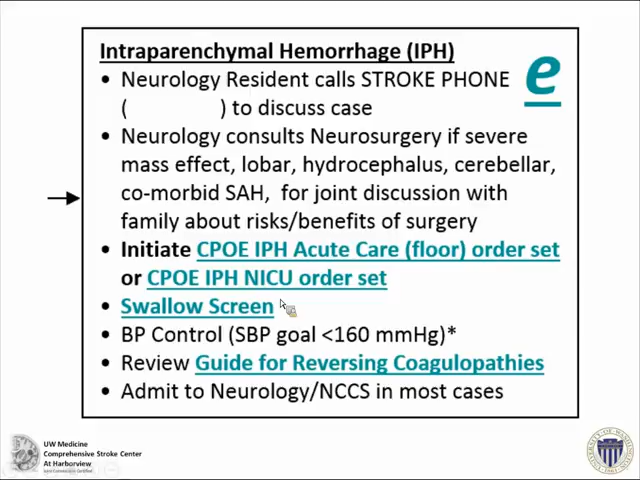 Intraparenchymal Hemorrhage (IPH)
e
• Neurology Resident calls STROKE PHONE
( ) to discuss case
• Neurology consults Neurosurgery if severe
mass effect, lobar, hydrocephalus, cerebellar,
co-morbid SAH, for joint discussion with
family about risks/benefits of surgery
• Initiate CPOE IPH Acute Care (floor) order set
or CPOE IPH NICU order set
• Swallow Screen
• BP Control (SBP goal <160 mmHg)*
• Review Guide for Reversing Coagulopathies
• Admit to Neurology/NCCS in most cases
UW Medicine
Comprehensive Stroke Center
At Harborview